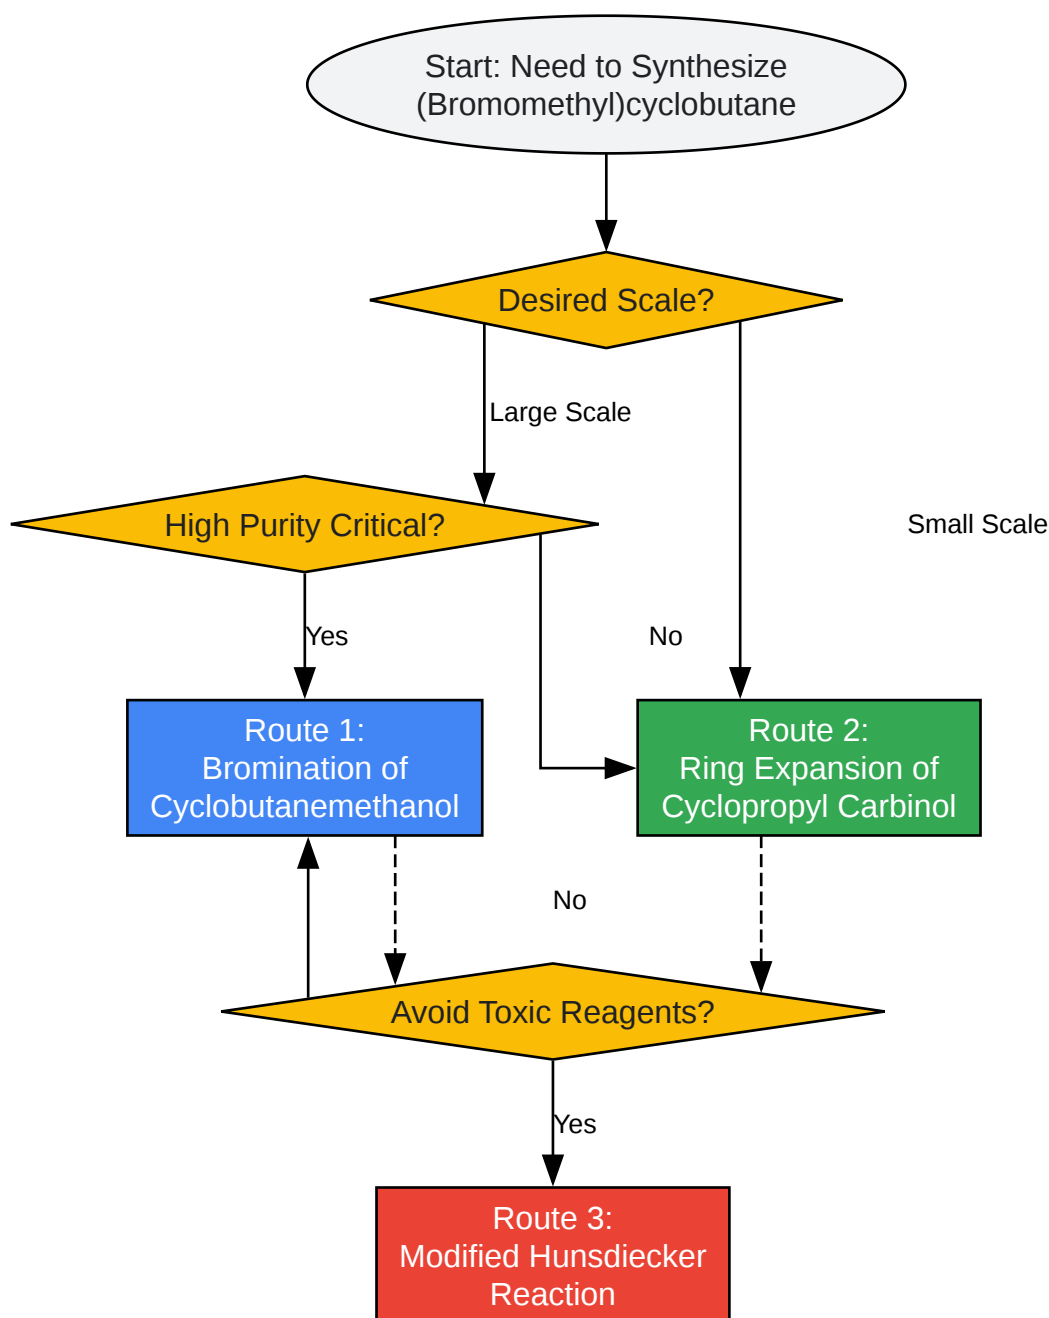 Start: Need to Synthesize
(Bromomethyl)cyclobutane
Desired Scale?
Large Scale
High Purity Critical?
Small Scale
Yes
No
Route 1:
Bromination of
Cyclobutanemethanol
Route 2:
Ring Expansion of
Cyclopropyl Carbinol
No
Avoid Toxic Reagents?
Yes
Route 3:
Modified Hunsdiecker
Reaction